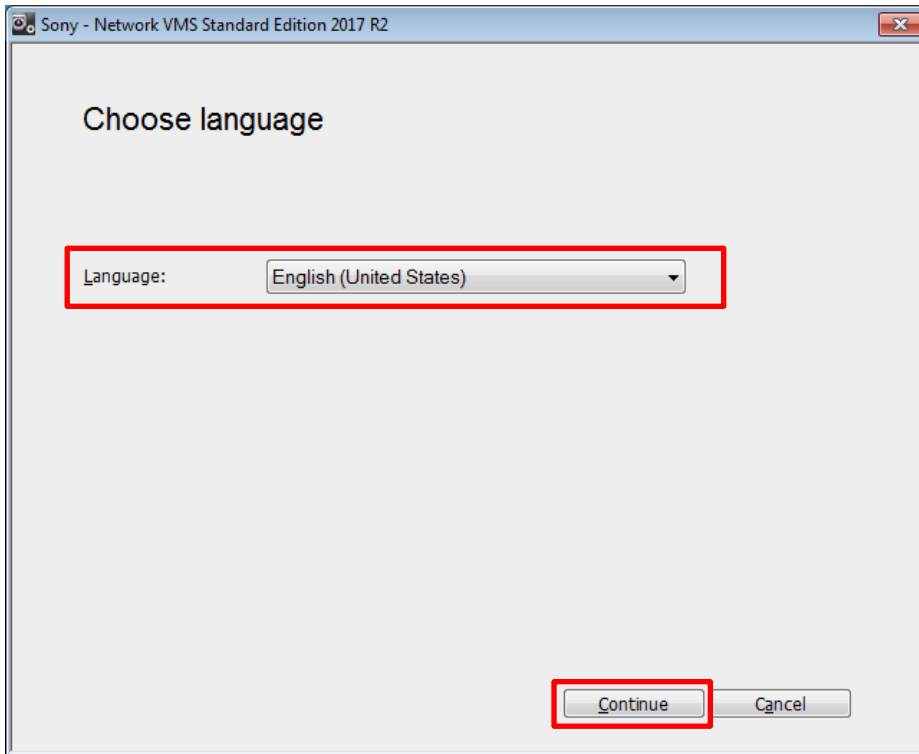 Sony - Network VMS Standard Edition 2017 R2
Choose language
Language: English (United States)
Continue Cancel